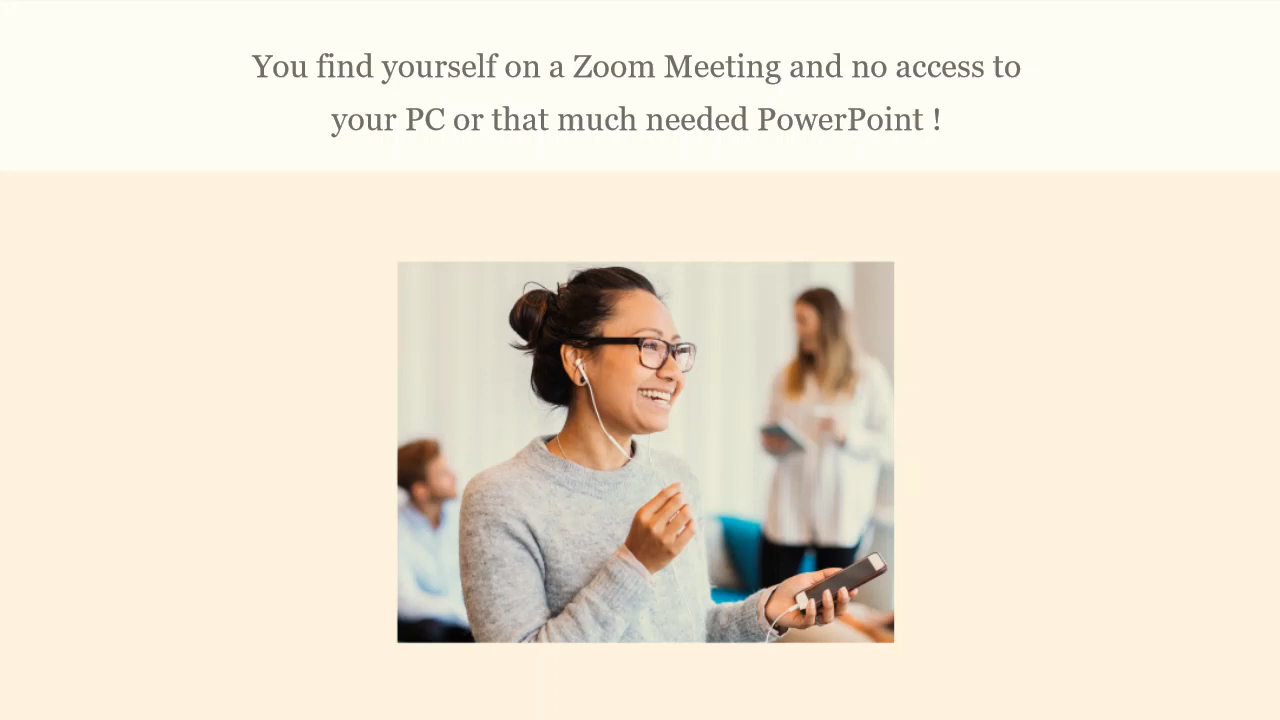 You find yourself on a Zoom Meeting and no access to
your PC or that much needed PowerPoint !